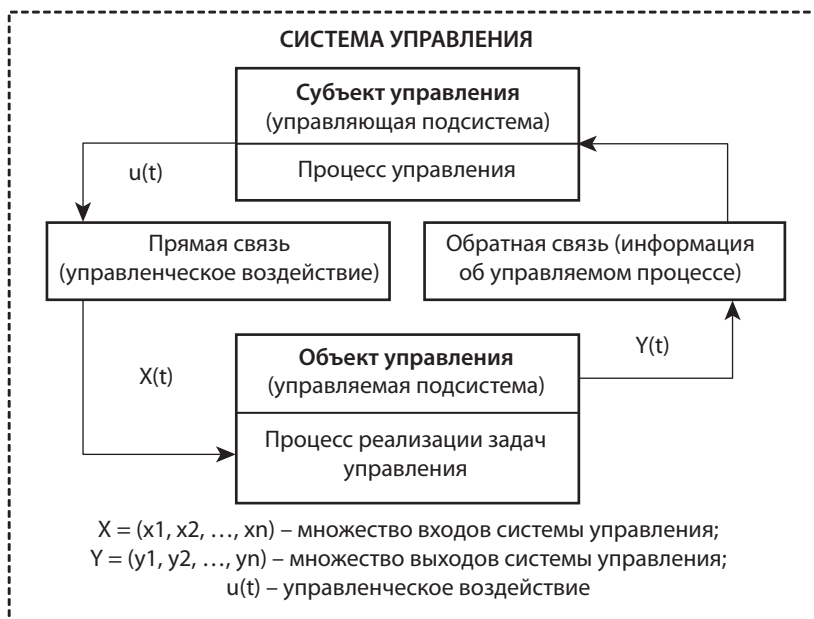 СИСТЕМА УПРАВЛЕНИЯ
Субъект управления
(управляющая подсистема)
Процесс управления
u(t)
Прямая связь
(управленческое воздействие)
Обратная связь (информация
об управляемом процессе)
X(t)
Объект управления
(управляемая подсистема)
Y(t)
Процесс реализации задач
управления
X = (x1, x2, …, xn) – множество входов системы управления;
Y = (y1, y2, …, yn) – множество выходов системы управления;
u(t) – управленческое воздействие